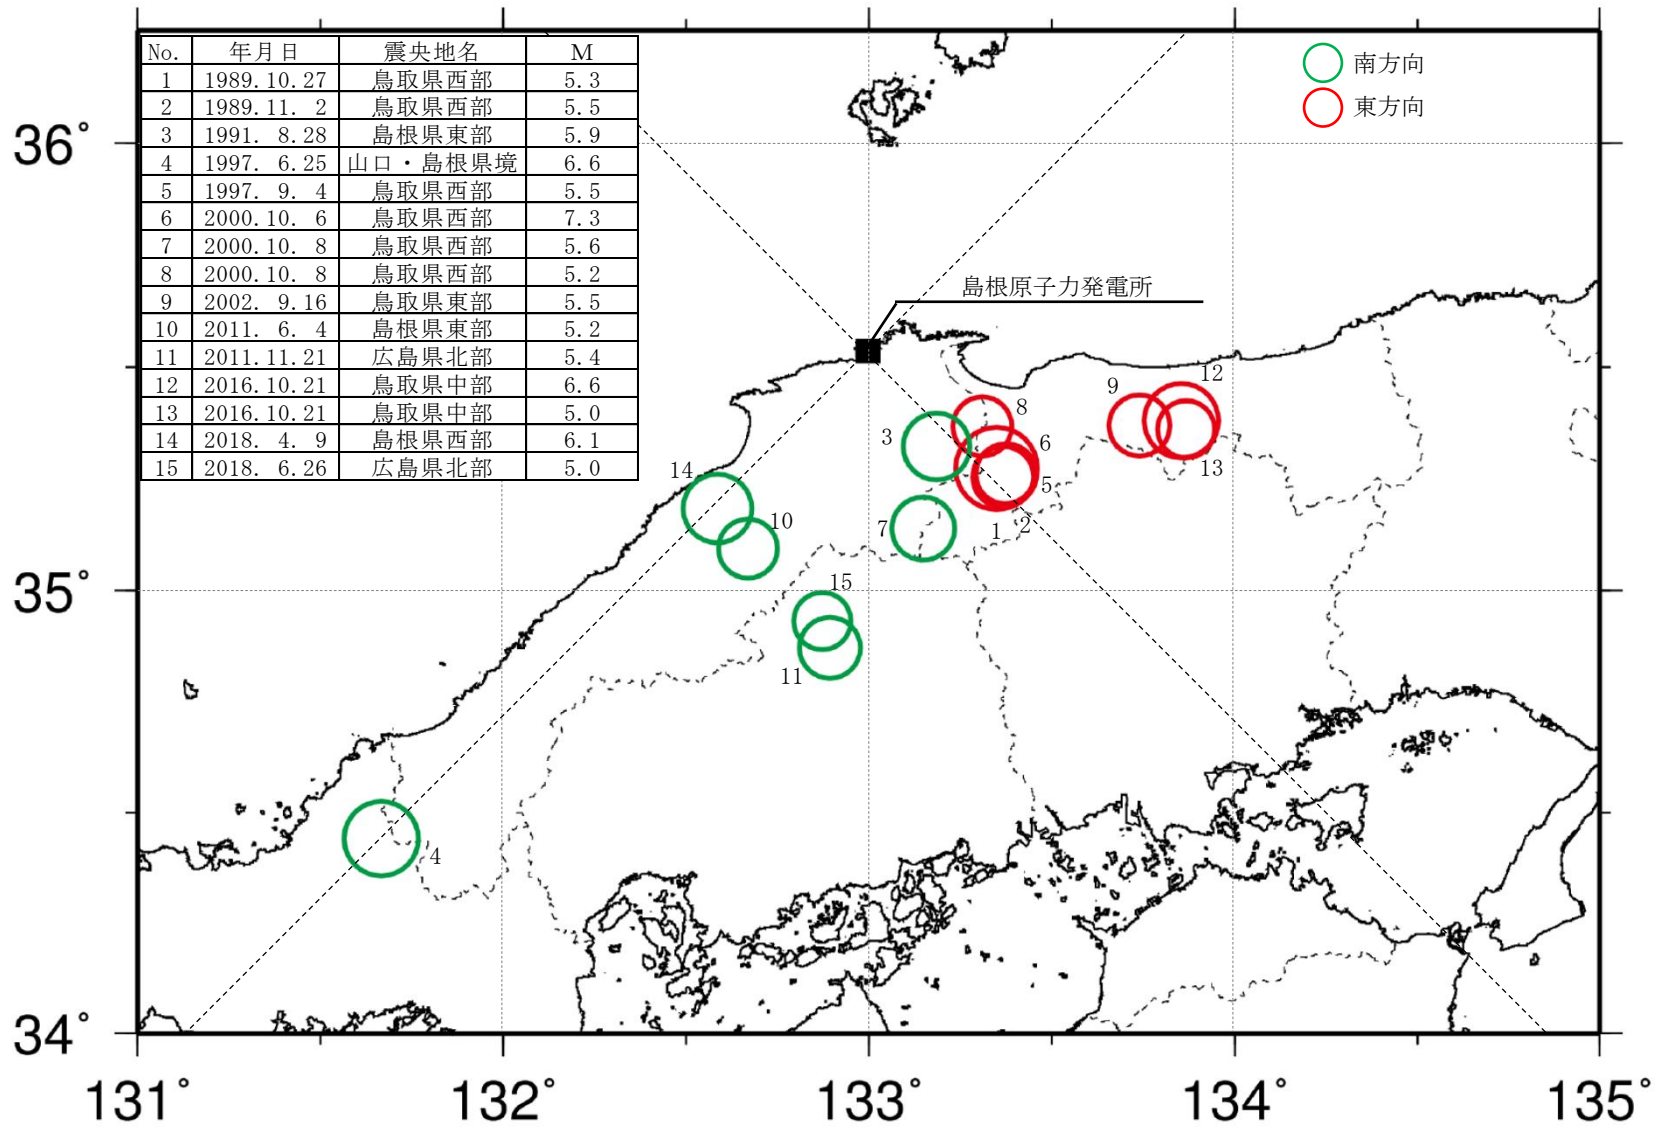 No. 年月日 震央地名 M
1 1989.10.27 鳥取県西部 5.3
2 1989.11. 2 鳥取県西部 5.5
3 1991. 8.28 島根県東部 5.9
4 1997. 6.25 山口・島根県境 6.6
5 1997. 9. 4 鳥取県西部 5.5
6 2000.10. 6 鳥取県西部 7.3
7 2000.10. 8 鳥取県西部 5.6
8 2000.10. 8 鳥取県西部 5.2
9 2002. 9.16 鳥取県東部 5.5
10 2011. 6. 4 島根県東部 5.2
11 2011.11.21 広島県北部 5.4
12 2016.10.21 鳥取県中部 6.6
13 2016.10.21 鳥取県中部 5.0
14 2018. 4. 9 島根県西部 6.1
15 2018. 6.26 広島県北部 5.0
南方向
東方向
島根原子力発電所
36°
35°
34°
12
9
8
3
6
13
14
5
10
7
1
2
15
11
4
131°
132°
133°
134°
135°